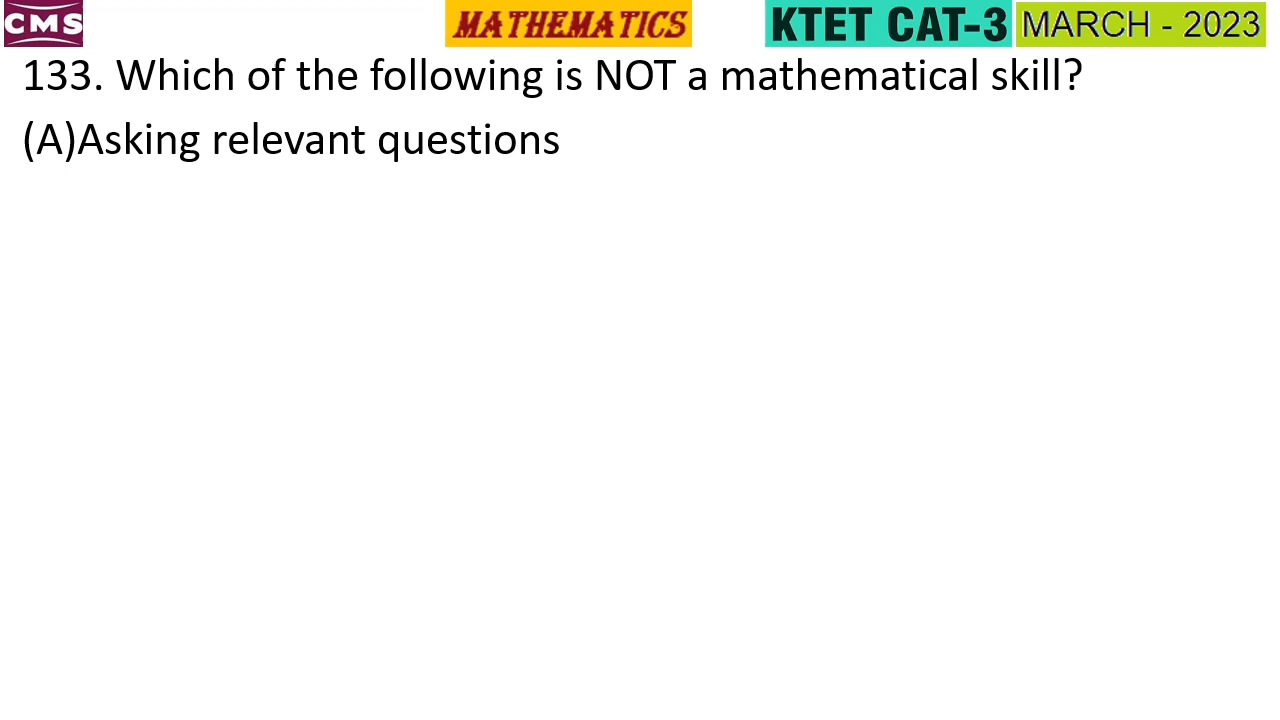 CMS MATHEMATICS KTET CAT-3 MARCH - 2023
133. Which of the following is NOT a mathematical skill?
(A)Asking relevant questions